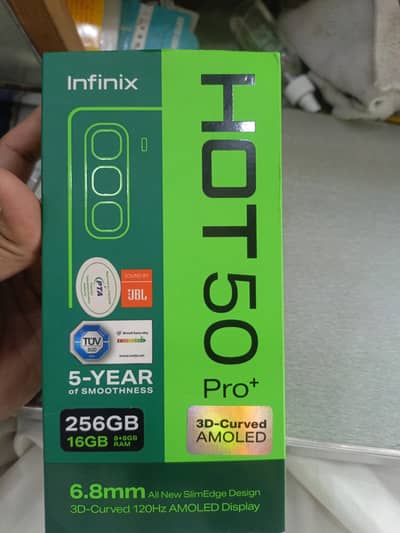 Infinix
HOT 50
Pro+
PTA
SOUND BY
JBL
TÜV
SÜD
5-YEAR
OF SMOOTHNESS
256GB
16GB 8+8GB
RAM
3D-Curved
AMOLED
6.8mm All New SlimEdge Design
3D-Curved 120Hz AMOLED Display